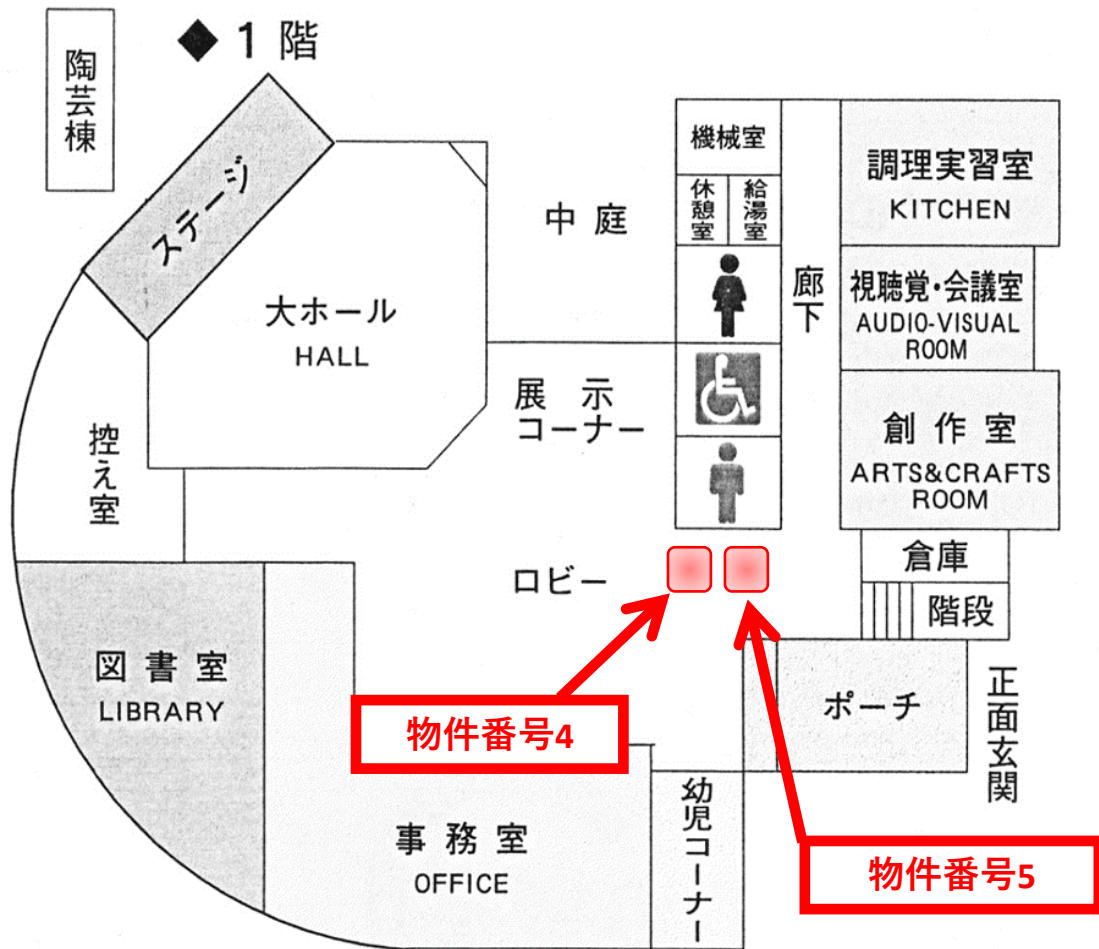 ◆ 1 階
陶芸棟
ステージ
大ホール
HALL
中 庭
機械室
休憩室
給湯室
廊下
調理実習室
KITCHEN
視聴覚・会議室
AUDIO-VISUAL
ROOM
展 示
コーナー
創 作 室
ARTS&CRAFTS
ROOM
控え室
倉庫
階段
ロビー
図 書 室
LIBRARY
ポーチ
正面玄関
物件番号4
幼児コーナー
事 務 室
OFFICE
物件番号5